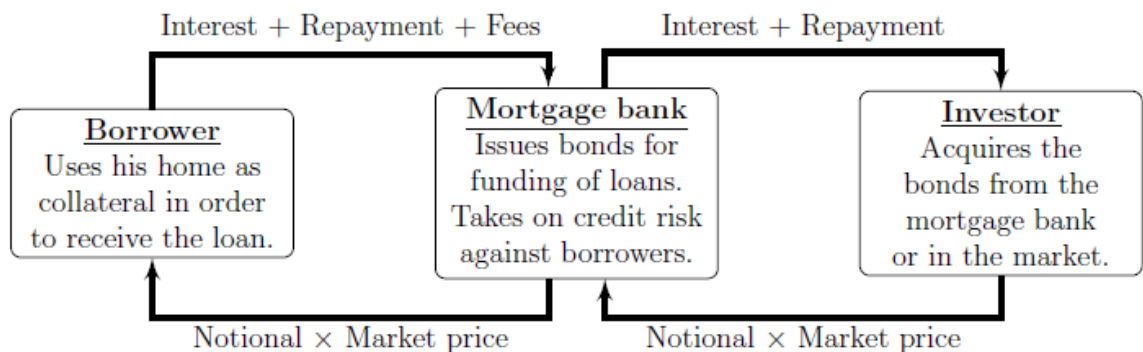 Interest + Repayment + Fees
Interest + Repayment
Borrower
Uses his home as
collateral in order
to receive the loan.
Mortgage bank
Issues bonds for
funding of loans.
Takes on credit risk
against borrowers.
Investor
Acquires the
bonds from the
mortgage bank
or in the market.
Notional × Market price
Notional × Market price